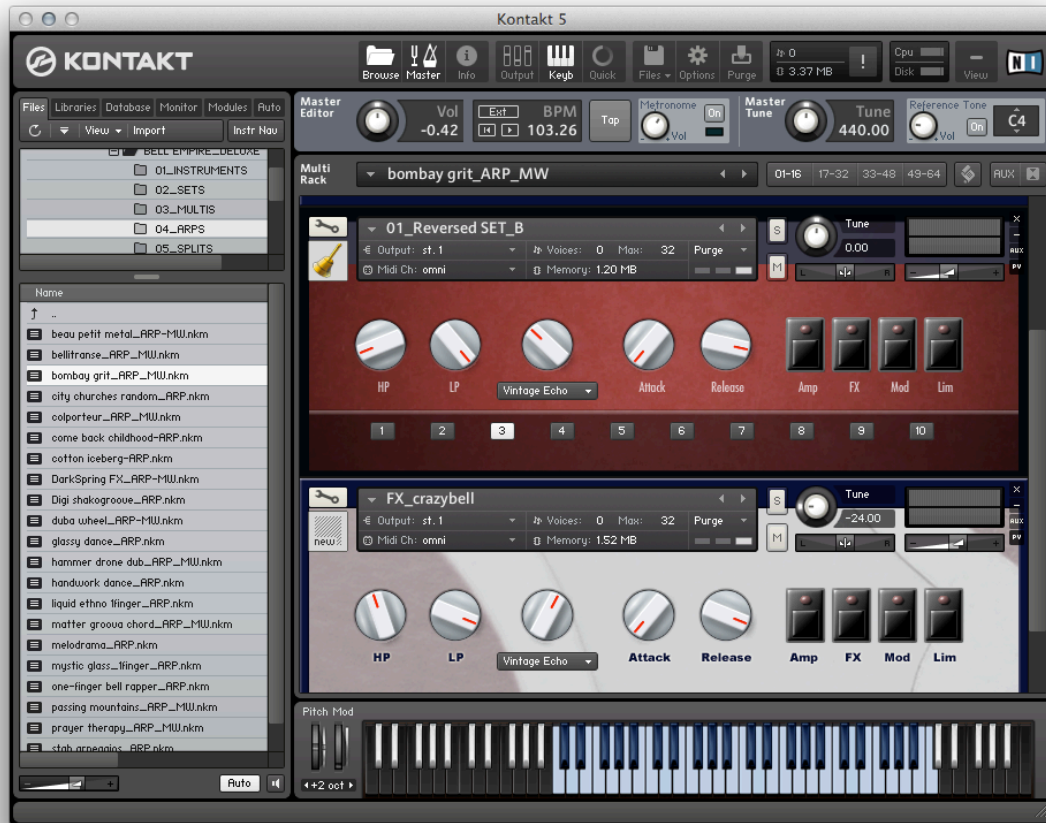 Kontakt 5
KONTAKT
Browse Master Info Output Keyb Quick Files Options Purge
0
3.37 MB
!
Cpu
Disk
View
NI
Files Libraries Database Monitor Modules Auto
View Import Instr Nav
BELL EMPIRE_DELUXE
01_INSTRUMENTS
02_SETS
03_MULTIS
04_ARPS
05_SPLITS
Name
..
beau petit metal_ARP-MW.nkm
bellitranse_ARP_MW.nkm
bombay grit_ARP_MW.nkm
city churches random_ARP.nkm
colporteur_ARP_MW.nkm
come back childhood-ARP.nkm
cotton iceberg-ARP.nkm
DarkSpring FX_ARP-MW.nkm
Digi shakogroove_ARP.nkm
duba wheel_ARP-MW.nkm
glassy dance_ARP.nkm
hammer drone dub_ARP_MW.nkm
handwork dance_ARP.nkm
liquid ethno 1finger_ARP.nkm
matter groova chord_ARP_MW.nkm
melodrama_ARP.nkm
mystic glass_1finger_ARP.nkm
one-finger bell rapper_ARP.nkm
passing mountains_ARP_MW.nkm
prayer therapy_ARP_MW.nkm
stab arpeggios_ARP.nkm
- +
Auto
Master Editor
Vol
-0.42
Ext BPM
103.26
Tap
Metronome
On
Vol
Master Tune
Tune
440.00
Reference Tone
On
Vol
C4
Multi Rack
bombay grit_ARP_MW
01-16 17-32 33-48 49-64
AUX
01_Reversed SET_B
Output: st.1 Voices: 0 Max: 32 Purge
Midi Ch: omni Memory: 1.20 MB
S
M
Tune
0.00
L R
- +
×
-
AUX
PV
HP LP Vintage Echo Attack Release Amp FX Mod Lim
1 2 3 4 5 6 7 8 9 10
FX_crazybell
new
Output: st.1 Voices: 0 Max: 32 Purge
Midi Ch: omni Memory: 1.52 MB
S
M
Tune
-24.00
L R
- +
×
-
AUX
PV
HP LP Vintage Echo Attack Release Amp FX Mod Lim
Pitch Mod
+2 oct